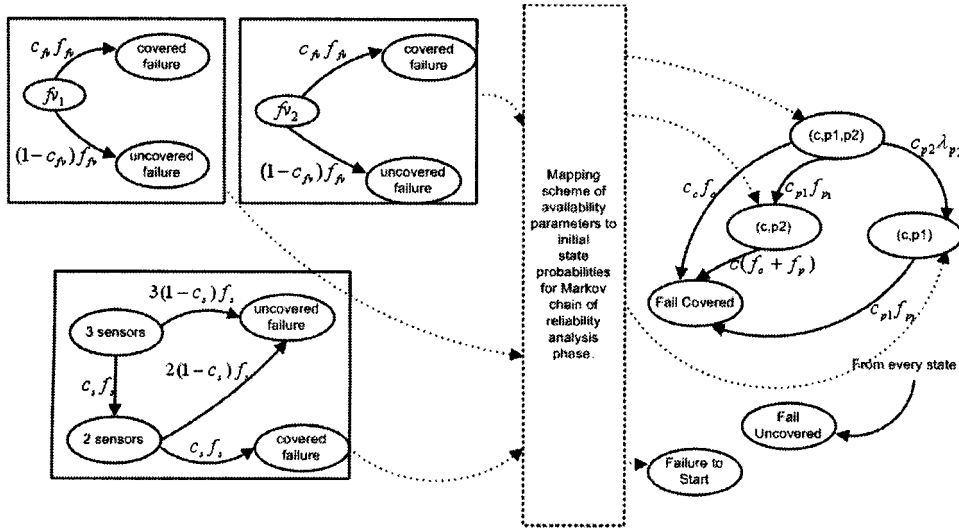 c_fv f_fv
covered
failure
fv_1
(1-c_fv)f_fv
uncovered
failure
c_fv f_fv
covered
failure
fv_2
(1-c_fv)f_fv
uncovered
failure
3(1-c_s)f_s
3 sensors
uncovered
failure
c_s f_s
2(1-c_s)f_s
2 sensors
c_s f_s
covered
failure
Mapping
scheme of
availability
parameters to
initial
state
probabilities
for Markov
chain of
reliability
analysis
phase.
(c,p1,p2)
c_p2 λ_p2
c_c f_c
c_p1 f_p1
(c,p2)
(c,p1)
c(f_c + f_p)
Fail Covered
c_p1 f_p1
From every state
Fail
Uncovered
Failure to
Start